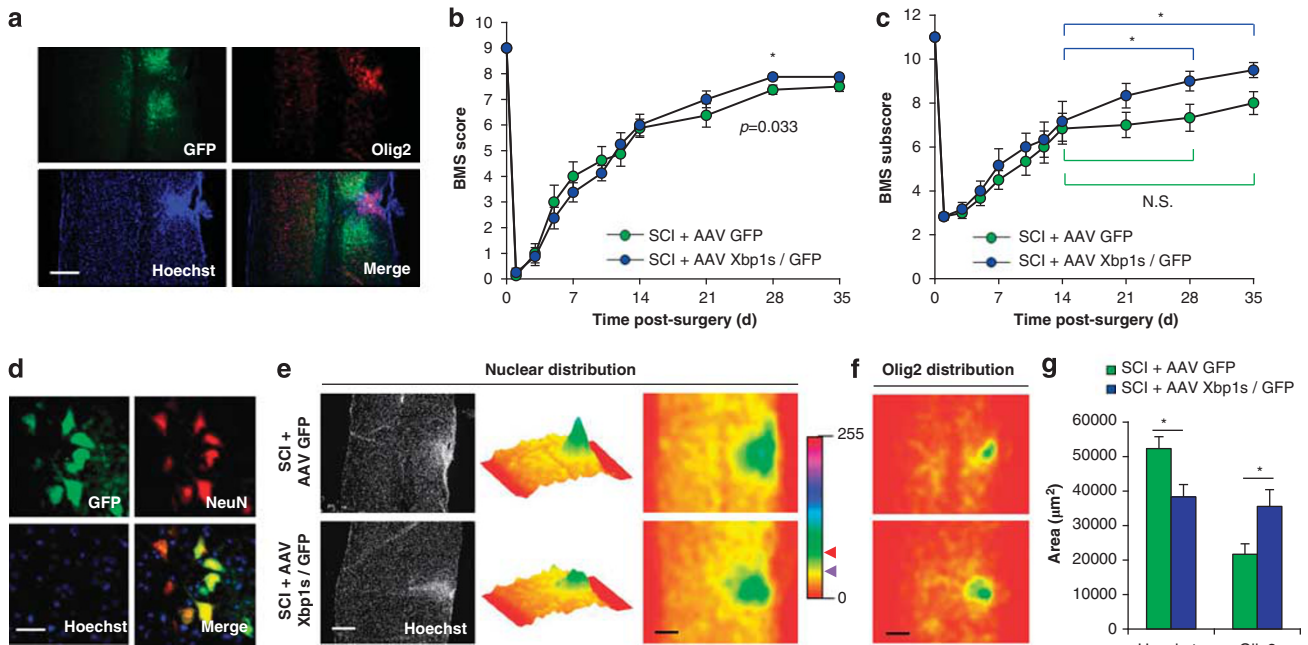 a
GFP
Olig2
Hoechst
Merge
b
BMS score
10
9
8
7
6
5
4
3
2
1
0
*
p=0.033
SCI + AAV GFP
SCI + AAV Xbp1s / GFP
0 7 14 21 28 35
Time post-surgery (d)
c
BMS subscore
12
10
8
6
4
2
0
*
*
N.S.
SCI + AAV GFP
SCI + AAV Xbp1s / GFP
0 7 14 21 28 35
Time post-surgery (d)
d
GFP
NeuN
Hoechst
Merge
e
Nuclear distribution
SCI +
AAV GFP
SCI + AAV
Xbp1s / GFP
Hoechst
255
0
f
Olig2 distribution
g
SCI + AAV GFP
SCI + AAV Xbp1s / GFP
Area (µm²)
60000
50000
40000
30000
20000
10000
0
*
*